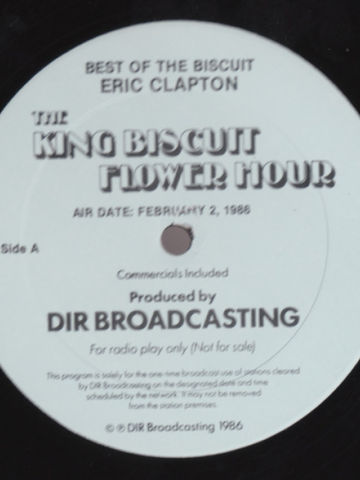 BEST OF THE BISCUIT
ERIC CLAPTON
THE
KING BISCUIT
FLOWER HOUR
AIR DATE: FEBRUARY 2, 1986
Side A
Commercials Included
Produced by
DIR BROADCASTING
For radio play only (Not for sale)
This program is solely for the one-time broadcast use of stations cleared
by DIR Broadcasting on the designated date and time
scheduled by the network. It may not be removed
from the station premises.
© ℗ DIR Broadcasting 1986